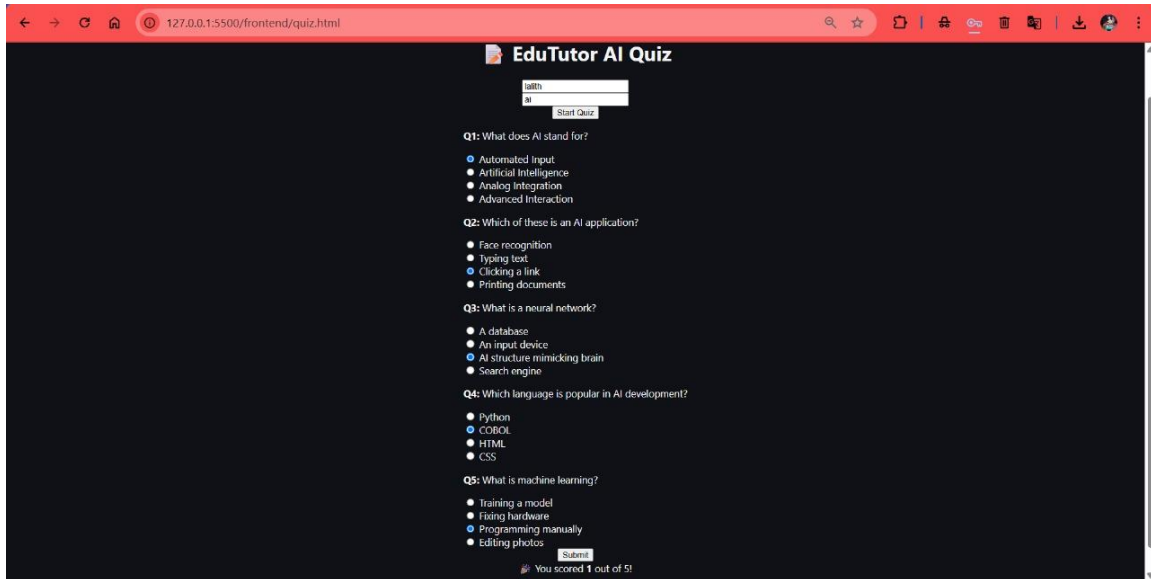 127.0.0.1:5500/frontend/quiz.html
EduTutor AI Quiz
lalith
ai
Start Quiz
Q1: What does AI stand for?
Automated Input
Artificial Intelligence
Analog Integration
Advanced Interaction
Q2: Which of these is an AI application?
Face recognition
Typing text
Clicking a link
Printing documents
Q3: What is a neural network?
A database
An input device
AI structure mimicking brain
Search engine
Q4: Which language is popular in AI development?
Python
COBOL
HTML
CSS
Q5: What is machine learning?
Training a model
Fixing hardware
Programming manually
Editing photos
Submit
You scored 1 out of 5!